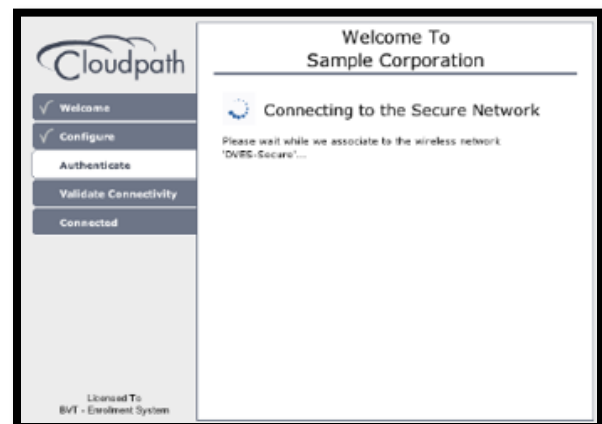 Cloudpath
Welcome To
Sample Corporation
✓ Welcome
✓ Configure
Authenticate
Validate Connectivity
Connected
Connecting to the Secure Network
Please wait while we associate to the wireless network
'DVES-Secure'...
Licensed To
BVT - Enrollment System